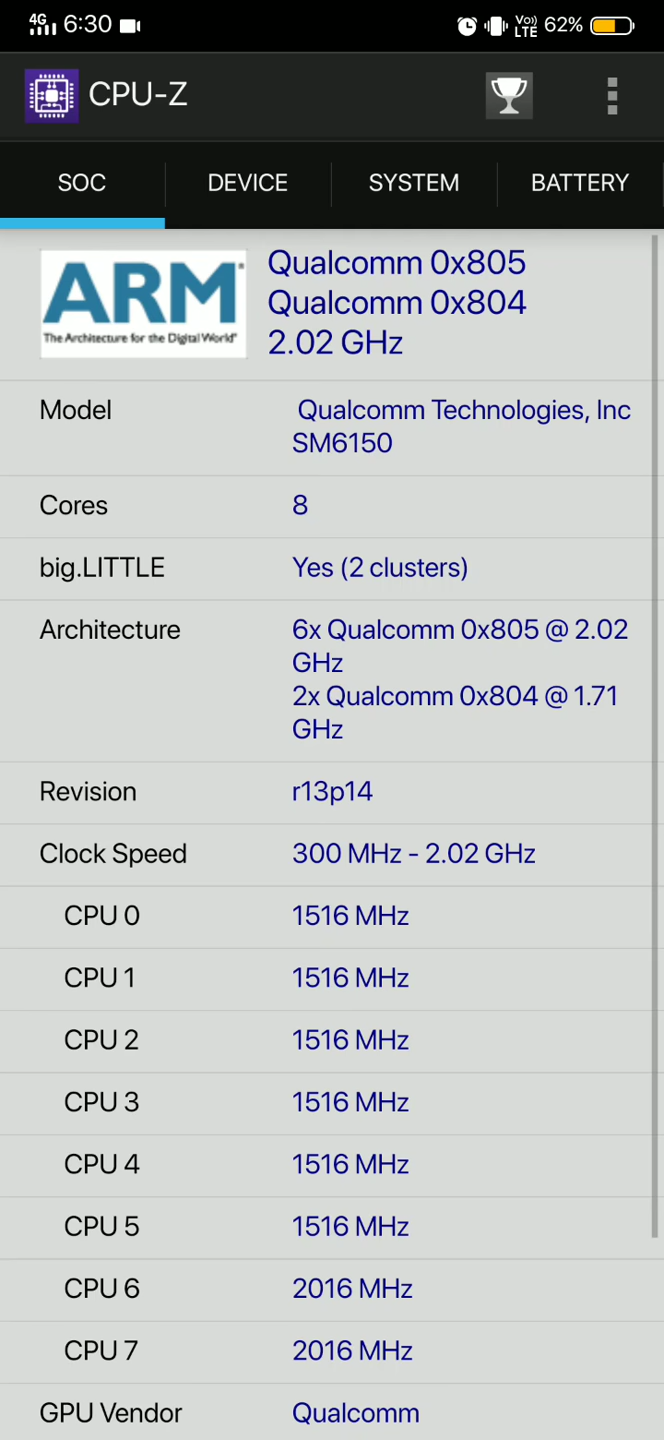 4G 6:30 Vo)) LTE 62%
CPU-Z
SOC DEVICE SYSTEM BATTERY
ARM
The Architecture for the Digital World®
Qualcomm 0x805
Qualcomm 0x804
2.02 GHz
Model Qualcomm Technologies, Inc
SM6150
Cores 8
big.LITTLE Yes (2 clusters)
Architecture 6x Qualcomm 0x805 @ 2.02
GHz
2x Qualcomm 0x804 @ 1.71
GHz
Revision r13p14
Clock Speed 300 MHz - 2.02 GHz
CPU 0 1516 MHz
CPU 1 1516 MHz
CPU 2 1516 MHz
CPU 3 1516 MHz
CPU 4 1516 MHz
CPU 5 1516 MHz
CPU 6 2016 MHz
CPU 7 2016 MHz
GPU Vendor Qualcomm